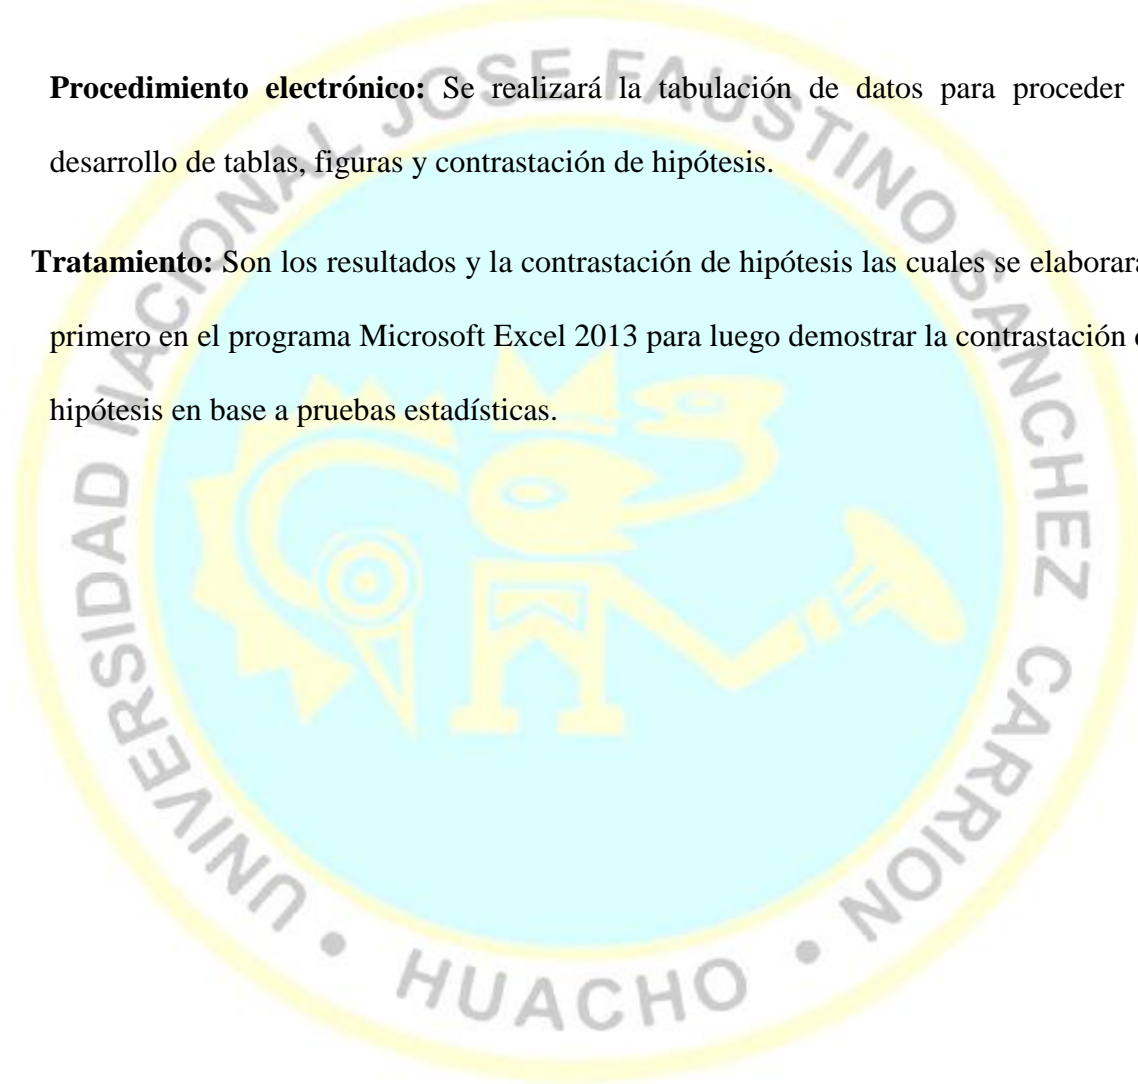 Procedimiento electrónico: Se realizará la tabulación de datos para proceder
desarrollo de tablas, figuras y contrastación de hipótesis.
Tratamiento: Son los resultados y la contrastación de hipótesis las cuales se elaborara
primero en el programa Microsoft Excel 2013 para luego demostrar la contrastación
hipótesis en base a pruebas estadísticas.
UNIVERSIDAD NACIONAL JOSE FAUSTINO SANCHEZ CARRION • HUACHO •